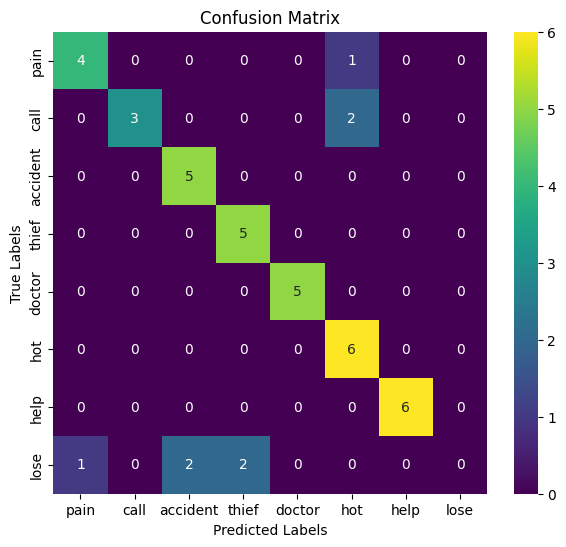 Confusion Matrix
True Labels
pain 4 0 0 0 0 1 0 0
call 0 3 0 0 0 2 0 0
accident 0 0 5 0 0 0 0 0
thief 0 0 0 5 0 0 0 0
doctor 0 0 0 0 5 0 0 0
hot 0 0 0 0 0 6 0 0
help 0 0 0 0 0 0 6 0
lose 1 0 2 2 0 0 0 0
pain call accident thief doctor hot help lose
Predicted Labels
6
5
4
3
2
1
0